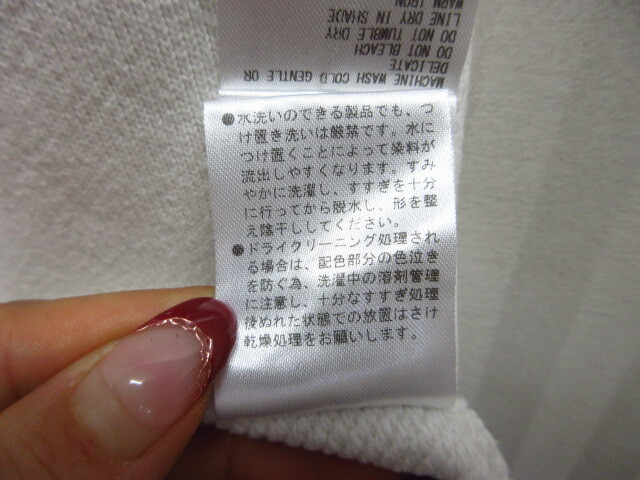 MACHINE WASH COLD GENTLE OR
DELICATE
DO NOT BLEACH
DO NOT TUMBLE DRY
LINE DRY IN SHADE
WARM IRON
●水洗いのできる製品でも、つ
け置き洗いは厳禁です。水に
つけ置くことによって染料が
流出しやすくなります。すみ
やかに洗濯し、すすぎを十分
に行ってから脱水し、形を整
え陰干ししてください。
●ドライクリーニング処理され
る場合は、配色部分の色泣き
を防ぐ為、洗濯中の溶剤管理
に注意し、十分なすすぎ処理
後ぬれた状態での放置はさけ
乾燥処理をお願いします。